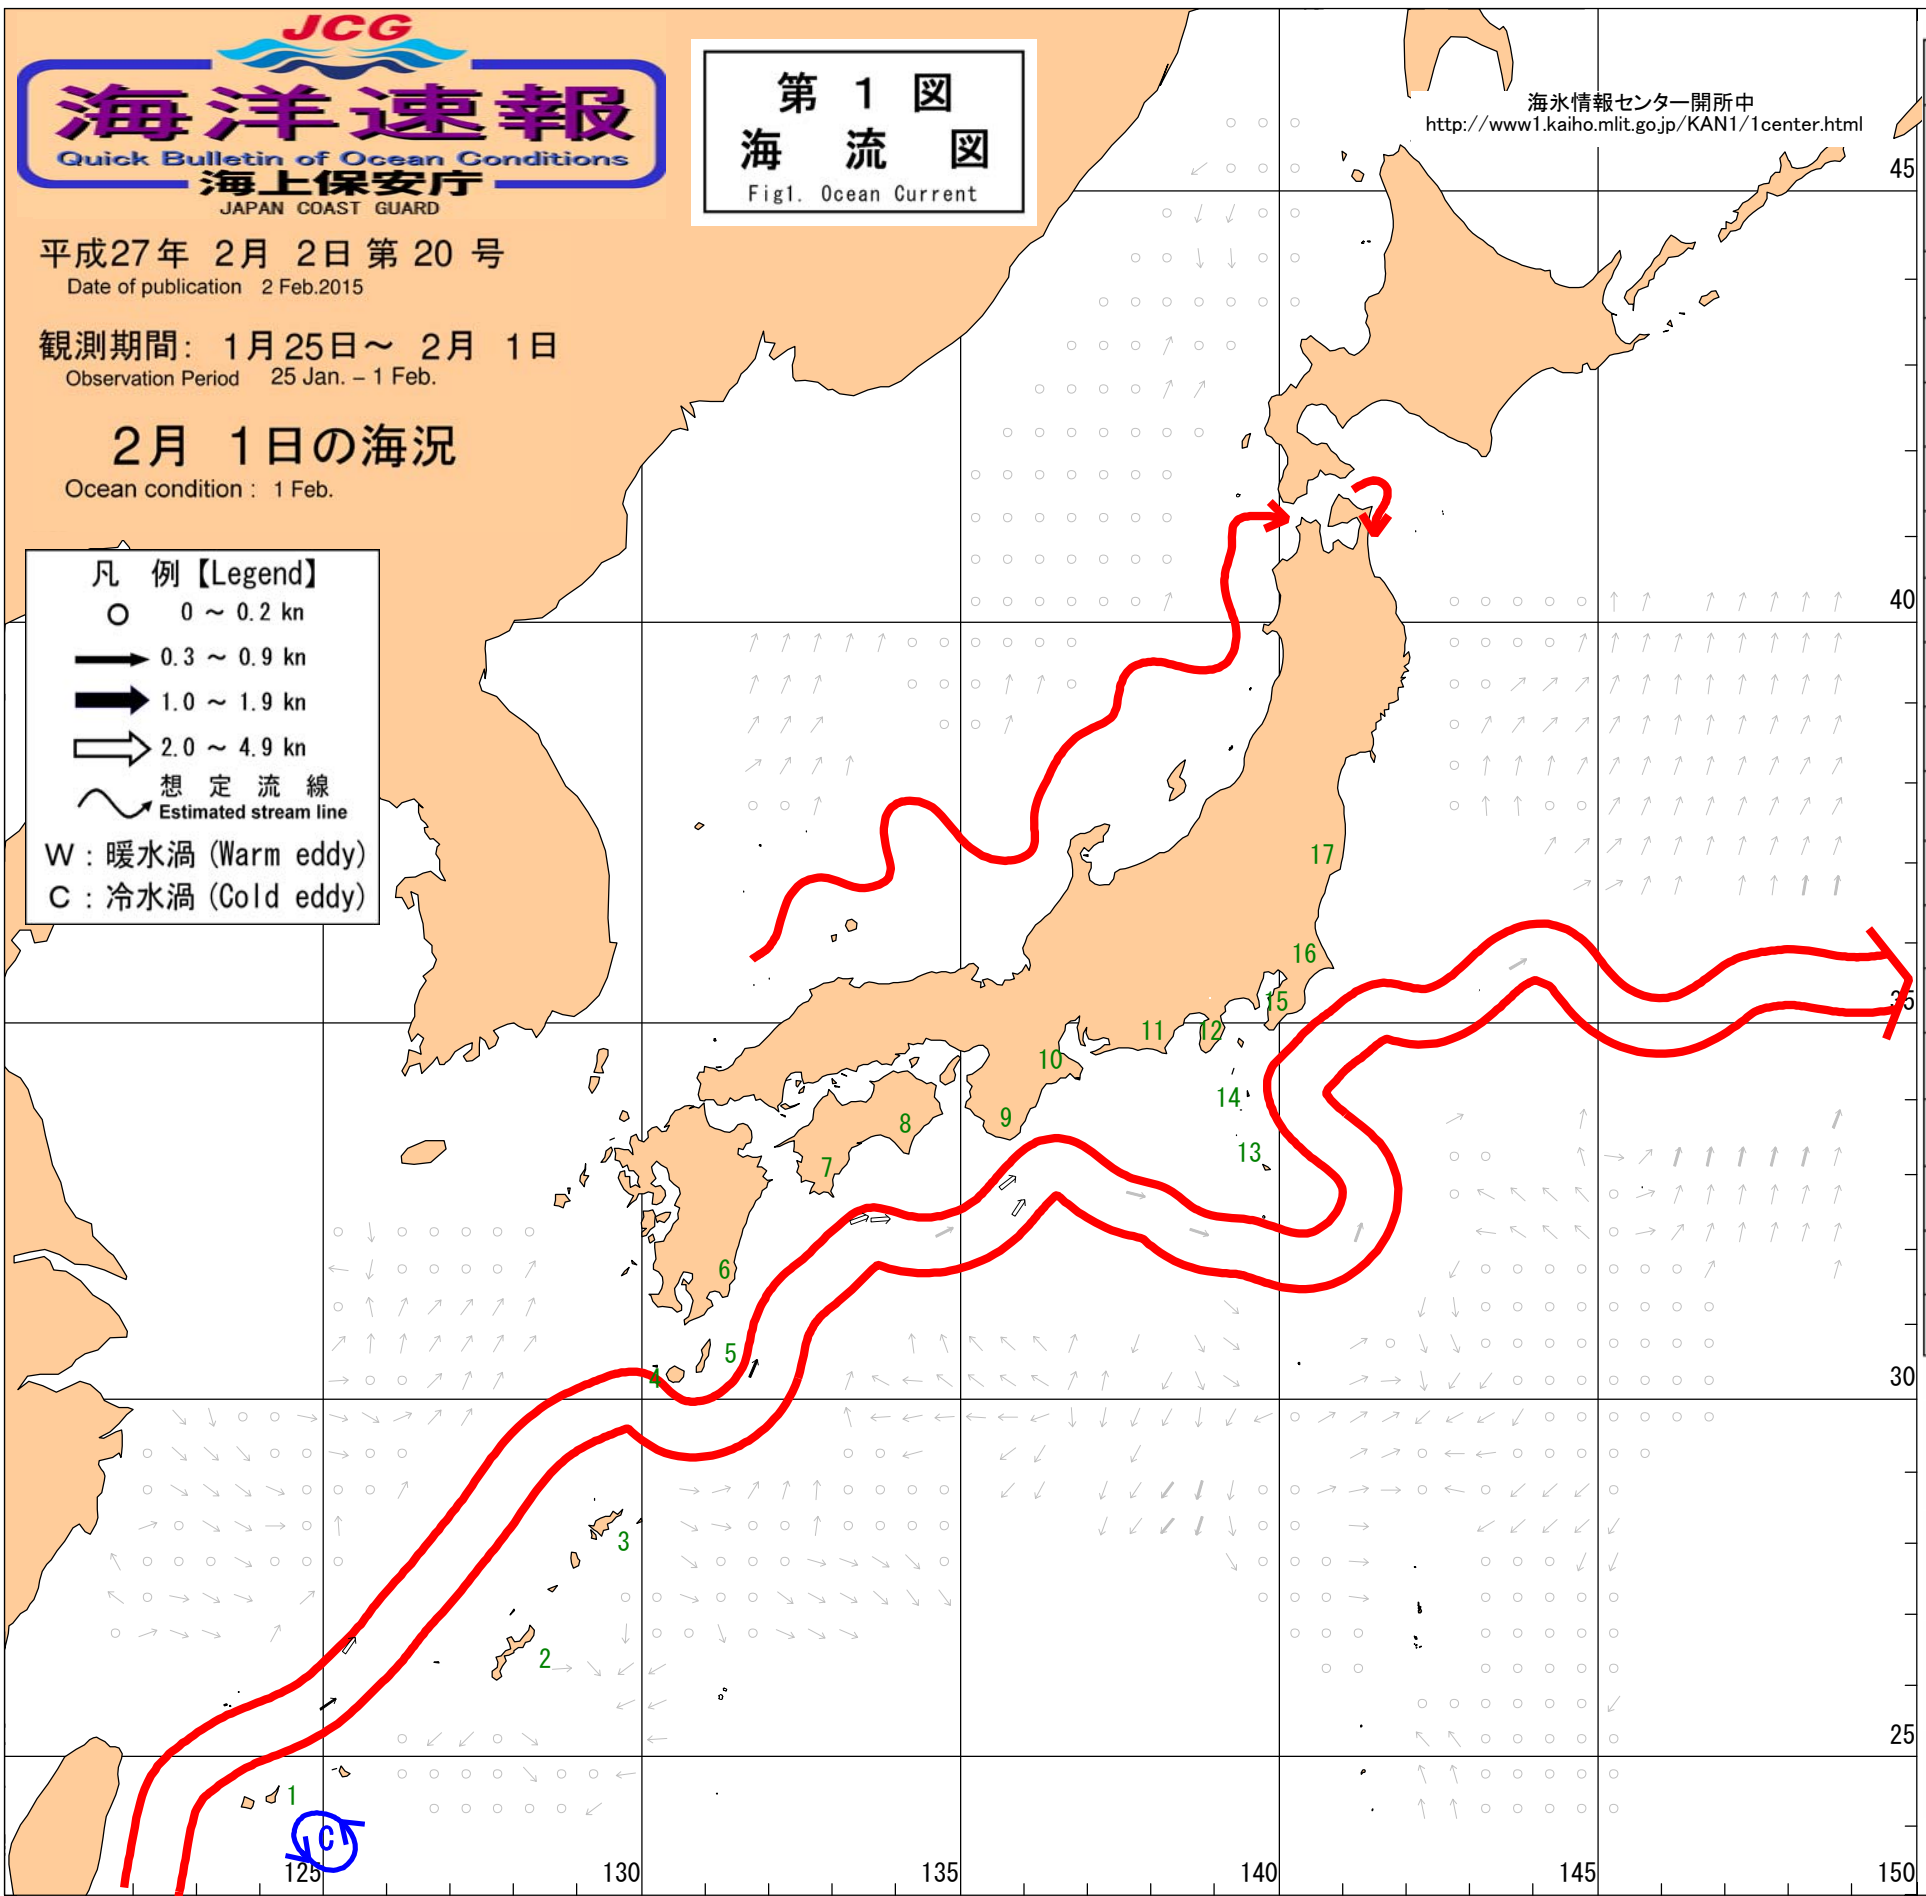 JCG
海洋速報
Quick Bulletin of Ocean Conditions
海上保安庁
JAPAN COAST GUARD
平成27年 2月 2日 第 20 号
Date of publication 2 Feb.2015
観測期間: 1月25日～ 2月 1日
Observation Period 25 Jan. – 1 Feb.
2月 1日の海況
Ocean condition : 1 Feb.
第 1 図
海 流 図
Fig1. Ocean Current
海氷情報センター開所中
http://www1.kaiho.mlit.go.jp/KAN1/1center.html
凡 例【Legend】
0 ～ 0.2 kn
0.3 ～ 0.9 kn
1.0 ～ 1.9 kn
2.0 ～ 4.9 kn
想 定 流 線
Estimated stream line
W : 暖水渦 (Warm eddy)
C : 冷水渦 (Cold eddy)
45
40
35
30
25
17
16
15
12
11
10
14
13
9
8
7
6
5
4
3
2
1
C
125
130
135
140
145
150